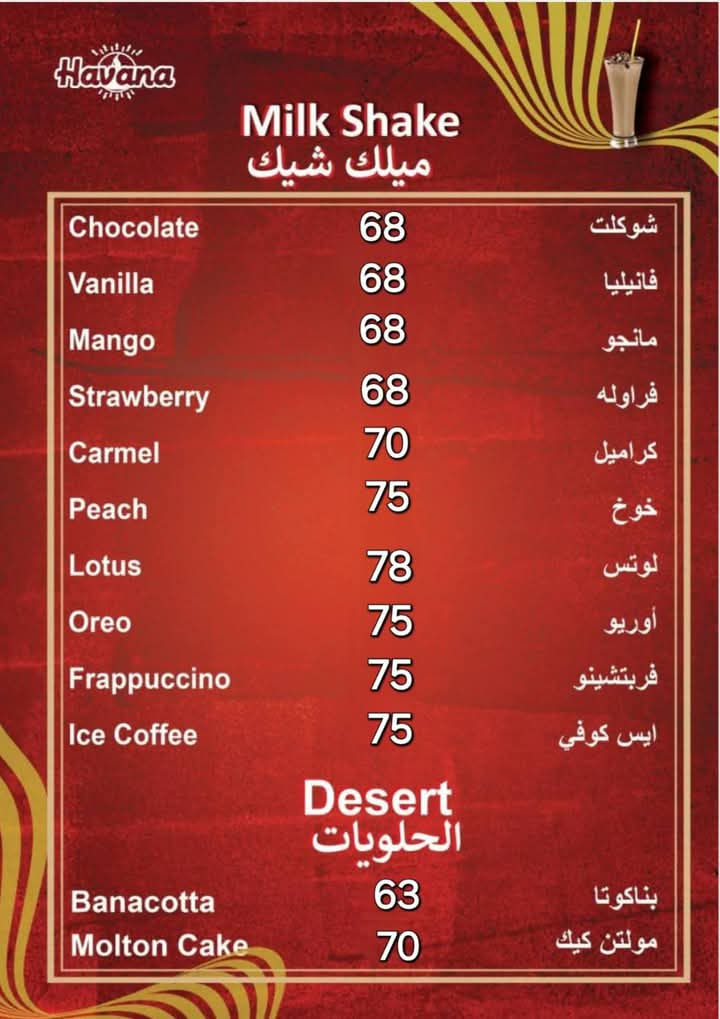 Havana
Milk Shake
ميلك شيك
Chocolate 68 شوكلت
Vanilla 68 فانيليا
Mango 68 مانجو
Strawberry 68 فراوله
Carmel 70 كراميل
Peach 75 خوخ
Lotus 78 لوتس
Oreo 75 أوريو
Frappuccino 75 فربتشينو
Ice Coffee 75 ايس كوفي
Desert
الحلويات
Banacotta 63 بناكوتا
Molton Cake 70 مولتن كيك